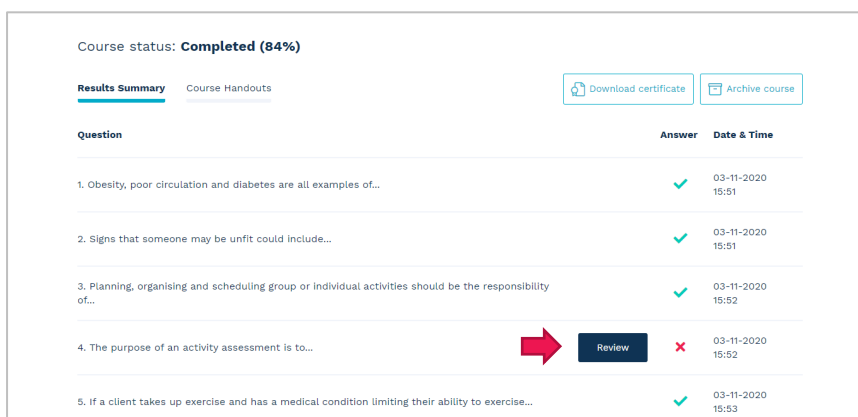 Course status: Completed (84%)
Results Summary Course Handouts Download certificate Archive course
Question Answer Date & Time
1. Obesity, poor circulation and diabetes are all examples of... 03-11-2020
15:51
2. Signs that someone may be unfit could include... 03-11-2020
15:51
3. Planning, organising and scheduling group or individual activities should be the responsibility
of...
03-11-2020
15:52
4. The purpose of an activity assessment is to... Review 03-11-2020
15:52
5. If a client takes up exercise and has a medical condition limiting their ability to exercise... 03-11-2020
15:53